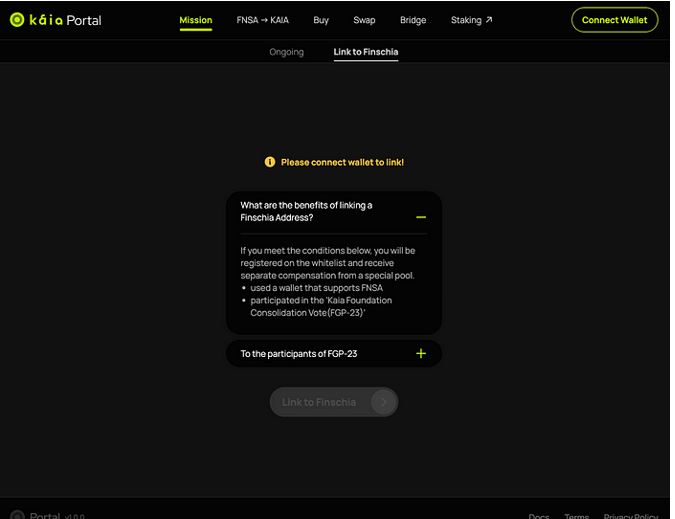 káia Portal
Mission
FNSA → KAIA
Buy
Swap
Bridge
Staking ↗
Connect Wallet
Ongoing
Link to Finschia
Please connect wallet to link!
What are the benefits of linking a
Finschia Address?
If you meet the conditions below, you will be
registered on the whitelist and receive
separate compensation from a special pool.
• used a wallet that supports FNSA
• participated in the 'Kaia Foundation
Consolidation Vote(FGP-23)'
To the participants of FGP-23
Link to Finschia
Portal v1.0.0
Docs
Terms
Privacy Policy